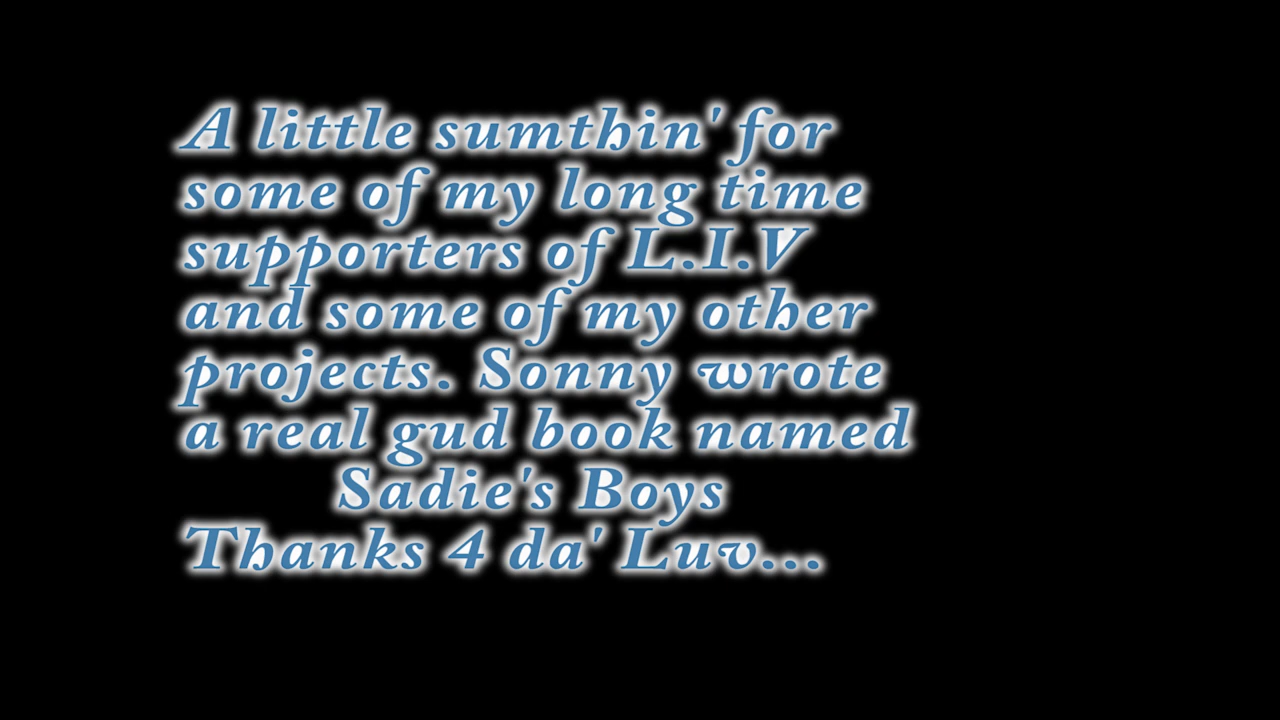 A little sumthin' for
some of my long time
supporters of L.I.V
and some of my other
projects. Sonny wrote
a real gud book named
Sadie's Boys
Thanks 4 da' Luv...